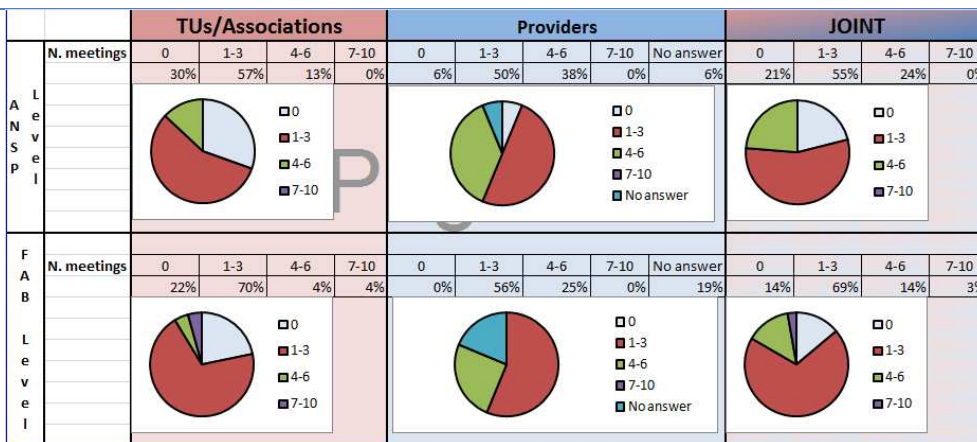 TUs/Associations Providers JOINT
N. meetings 0 1-3 4-6 7-10 0 1-3 4-6 7-10 No answer 0 1-3 4-6 7-10
30% 57% 13% 0% 6% 50% 38% 0% 6% 21% 55% 24% 0%
ANSP Level
0 0 0
1-3 1-3 1-3
4-6 4-6 4-6
7-10 7-10 7-10
No answer
P
FAB Level
N. meetings 0 1-3 4-6 7-10 0 1-3 4-6 7-10 No answer 0 1-3 4-6 7-10
22% 70% 4% 4% 0% 56% 25% 0% 19% 14% 69% 14% 3%
0 0 0
1-3 1-3 1-3
4-6 4-6 4-6
7-10 7-10 7-10
No answer